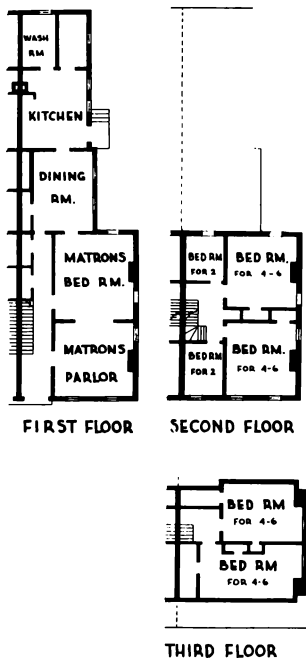 WASH
RM
KITCHEN
DINING
RM.
MATRONS
BED RM.
MATRONS
PARLOR
FIRST FLOOR
BED RM
FOR 2
BED RM.
FOR 4-6
BED RM
FOR 2
BED RM.
FOR 4-6
SECOND FLOOR
BED RM
FOR 4-6
BED RM
FOR 4-6
THIRD FLOOR